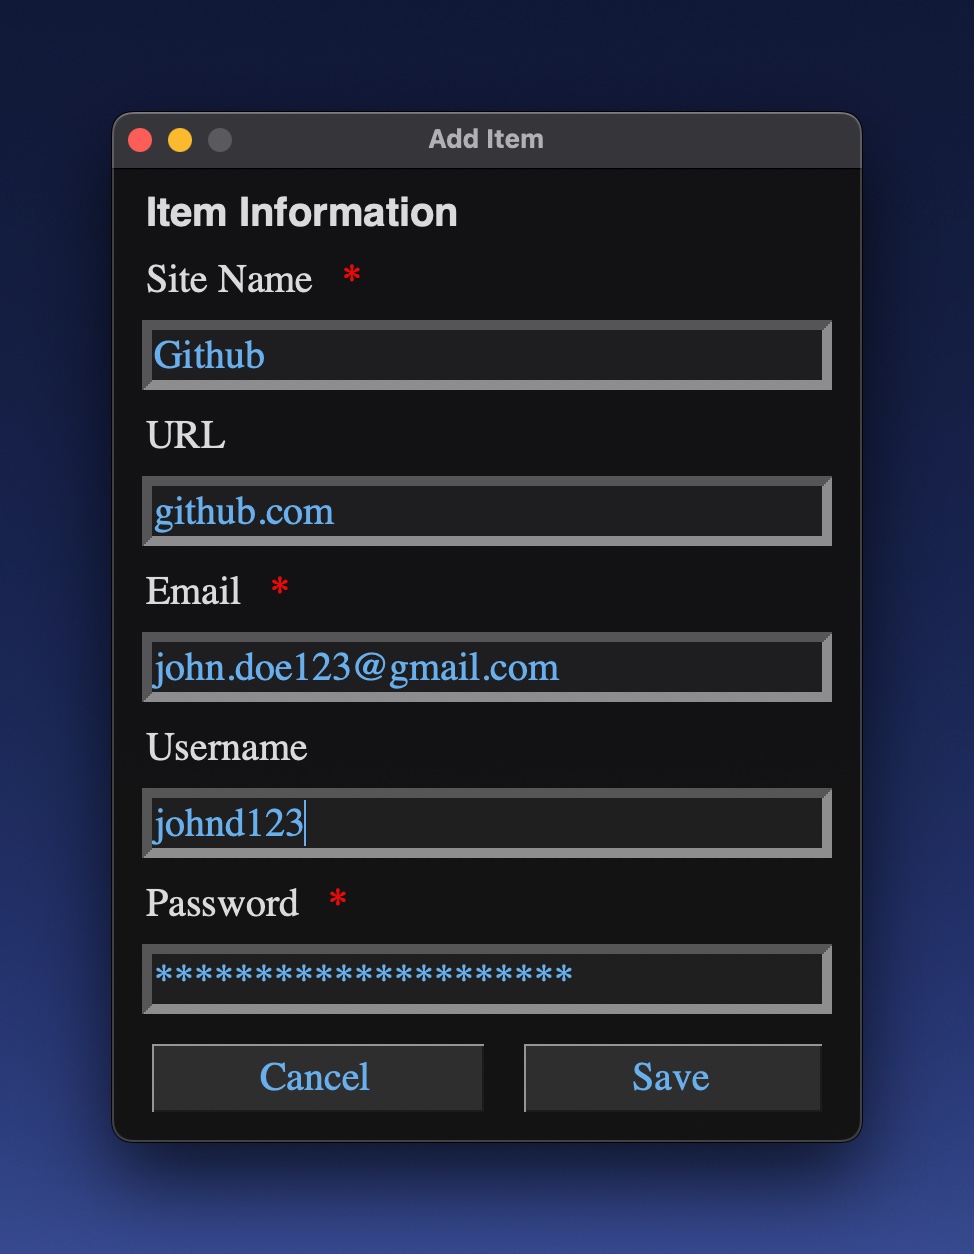 Add Item
Item Information
Site Name *
Github
URL
github.com
Email *
john.doe123@gmail.com
Username
johnd123
Password *
*********************
Cancel Save